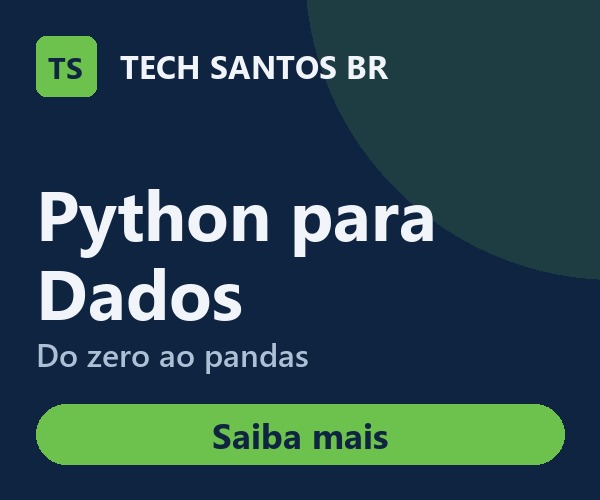 TS
TECH SANTOS BR
Python para
Dados
Do zero ao pandas
Saiba mais